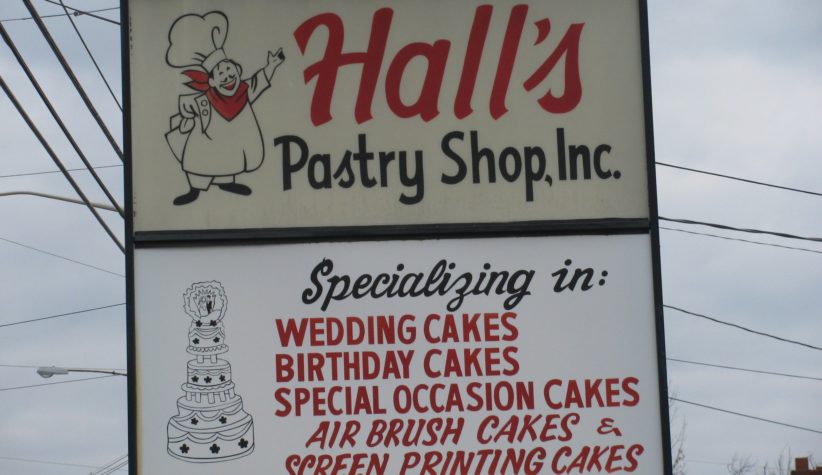 Hall's
Pastry Shop, Inc.
Specializing in:
WEDDING CAKES
BIRTHDAY CAKES
SPECIAL OCCASION CAKES
AIR BRUSH CAKES &
SCREEN PRINTING CAKES